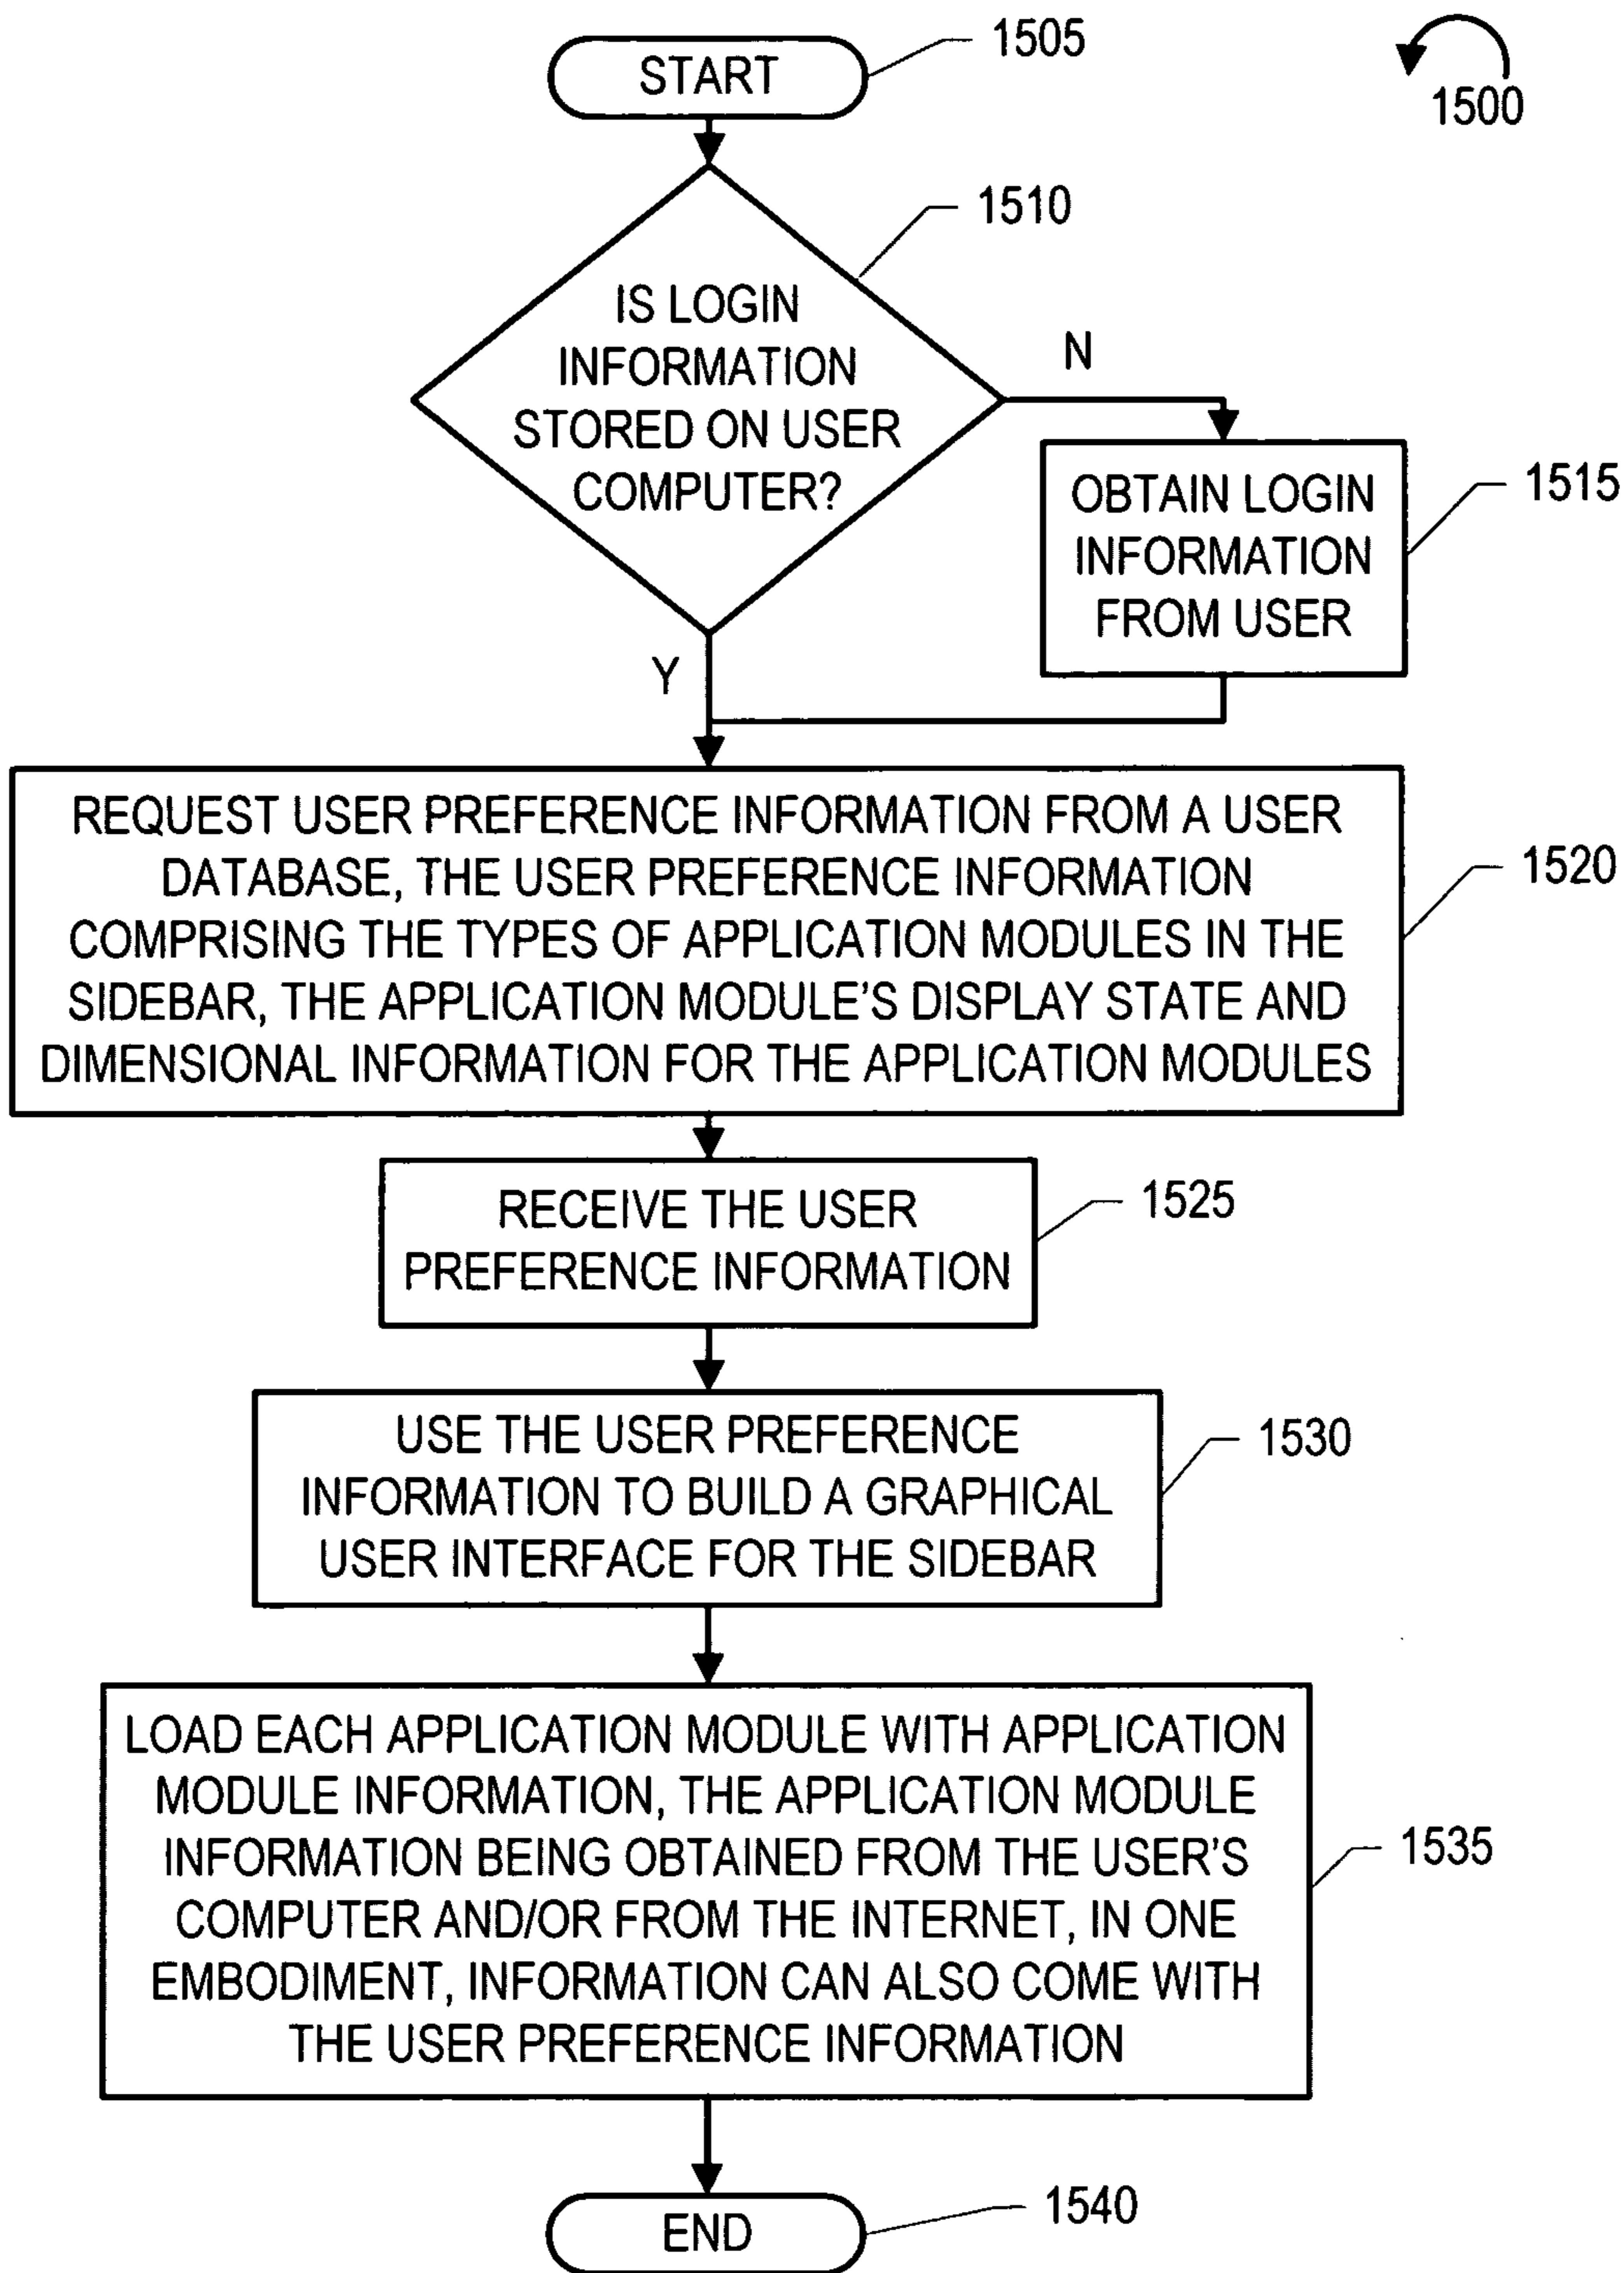 START
1505
1500
1510
IS LOGIN
INFORMATION
STORED ON USER
COMPUTER?
N
1515
OBTAIN LOGIN
INFORMATION
FROM USER
Y
REQUEST USER PREFERENCE INFORMATION FROM A USER
DATABASE, THE USER PREFERENCE INFORMATION
COMPRISING THE TYPES OF APPLICATION MODULES IN THE
SIDEBAR, THE APPLICATION MODULE'S DISPLAY STATE AND
DIMENSIONAL INFORMATION FOR THE APPLICATION MODULES
1520
RECEIVE THE USER
PREFERENCE INFORMATION
1525
USE THE USER PREFERENCE
INFORMATION TO BUILD A GRAPHICAL
USER INTERFACE FOR THE SIDEBAR
1530
LOAD EACH APPLICATION MODULE WITH APPLICATION
MODULE INFORMATION, THE APPLICATION MODULE
INFORMATION BEING OBTAINED FROM THE USER'S
COMPUTER AND/OR FROM THE INTERNET, IN ONE
EMBODIMENT, INFORMATION CAN ALSO COME WITH
THE USER PREFERENCE INFORMATION
1535
END
1540